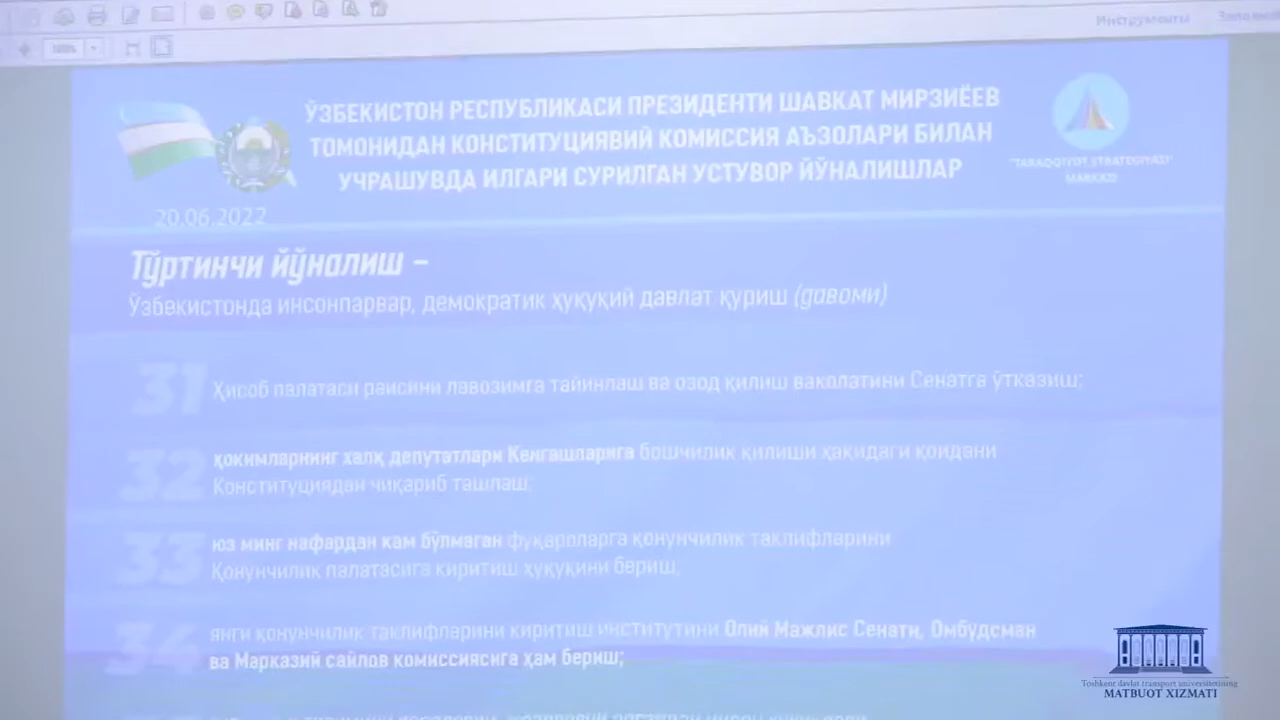 Инструменты
ЎЗБЕКИСТОН РЕСПУБЛИКАСИ ПРЕЗИДЕНТИ ШАВКАТ МИРЗИЁЕВ
ТОМОНИДАН КОНСТИТУЦИЯВИЙ КОМИССИЯ АЪЗОЛАРИ БИЛАН
УЧРАШУВДА ИЛГАРИ СУРИЛГАН УСТУВОР ЙЎНАЛИШЛАР
"TARAQQIYOT STRATEGIYASI"
MARKAZI
20.06.2022
Тўртинчи йўналиш –
Ўзбекистонда инсонпарвар, демократик ҳуқуқий давлат қуриш (давоми)
31 Ҳисоб палатаси раисини лавозимга тайинлаш ва озод қилиш ваколатини Сенатга ўтказиш;
32 ҳокимларнинг халқ депутатлари Кенгашларига бошчилик қилиши ҳақидаги қоидани
Конституциядан чиқариб ташлаш;
33 юз минг нафардан кам бўлмаган фуқароларга қонунчилик таклифларини
Қонунчилик палатасига киритиш ҳуқуқини бериш;
34 янги қонунчилик таклифларини киритиш институтини Олий Мажлис Сенати, Омбудсман
ва Марказий сайлов комиссиясига ҳам бериш;
Toshkent davlat transport universitetining
MATBUOT XIZMATI